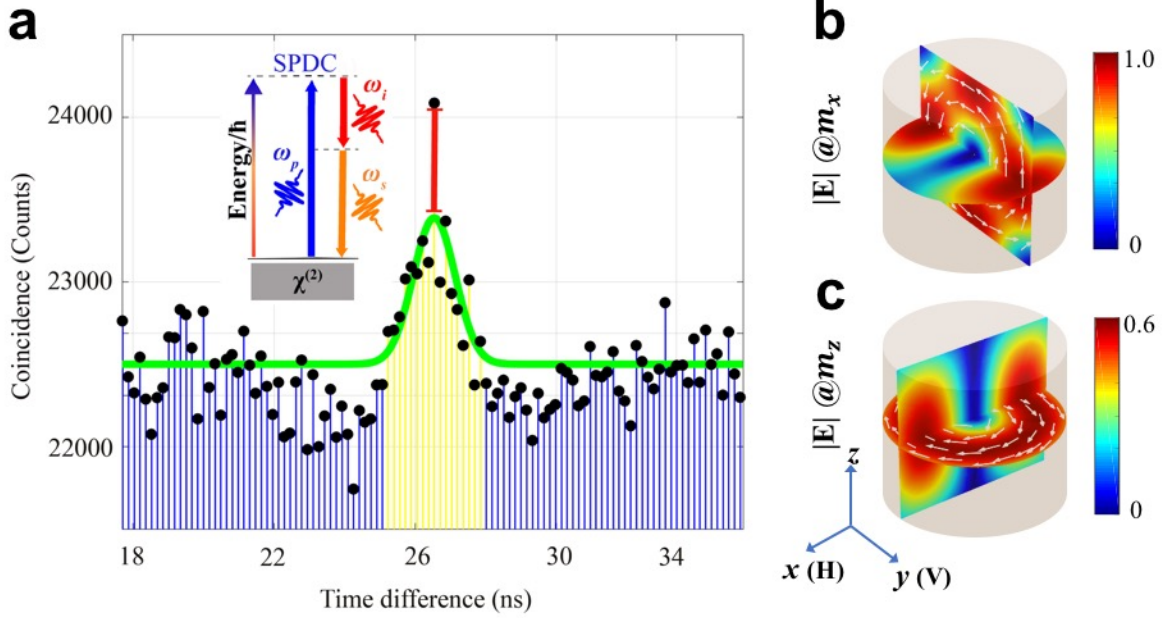 a
SPDC
Energy/ħ
ωp
ωi
ωs
χ(2)
24000
23000
22000
Coincidence (Counts)
18
22
26
30
34
Time difference (ns)
b
|E| @mx
1.0
0
c
|E| @mz
0.6
0
z
x (H)
y (V)